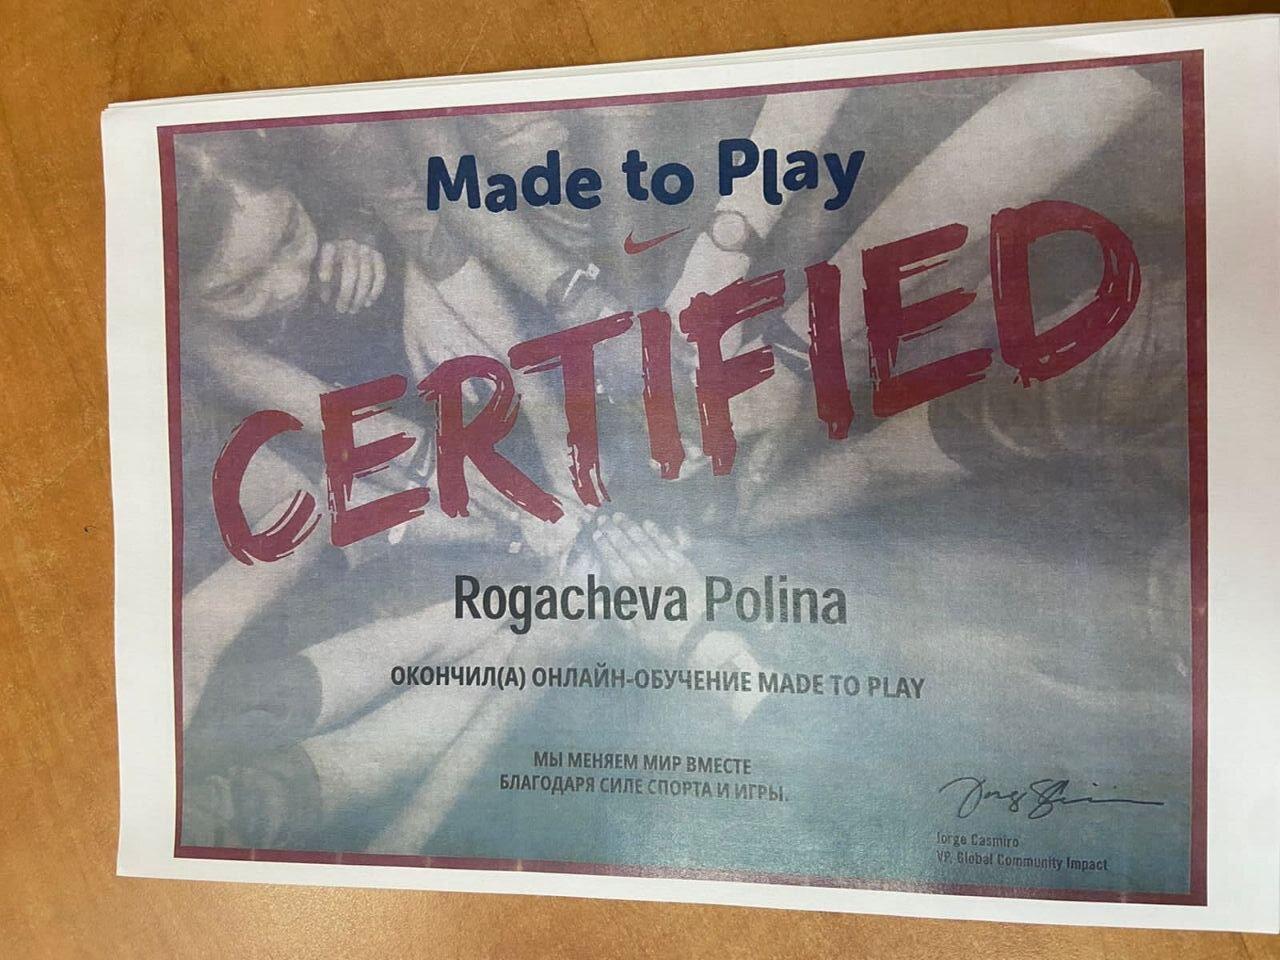 Made to Play
CERTIFIED
Rogacheva Polina
ОКОНЧИЛ(А) ОНЛАЙН-ОБУЧЕНИЕ MADE TO PLAY
МЫ МЕНЯЕМ МИР ВМЕСТЕ
БЛАГОДАРЯ СИЛЕ СПОРТА И ИГРЫ.
Jorge Casmiro
VP, Global Community Impact